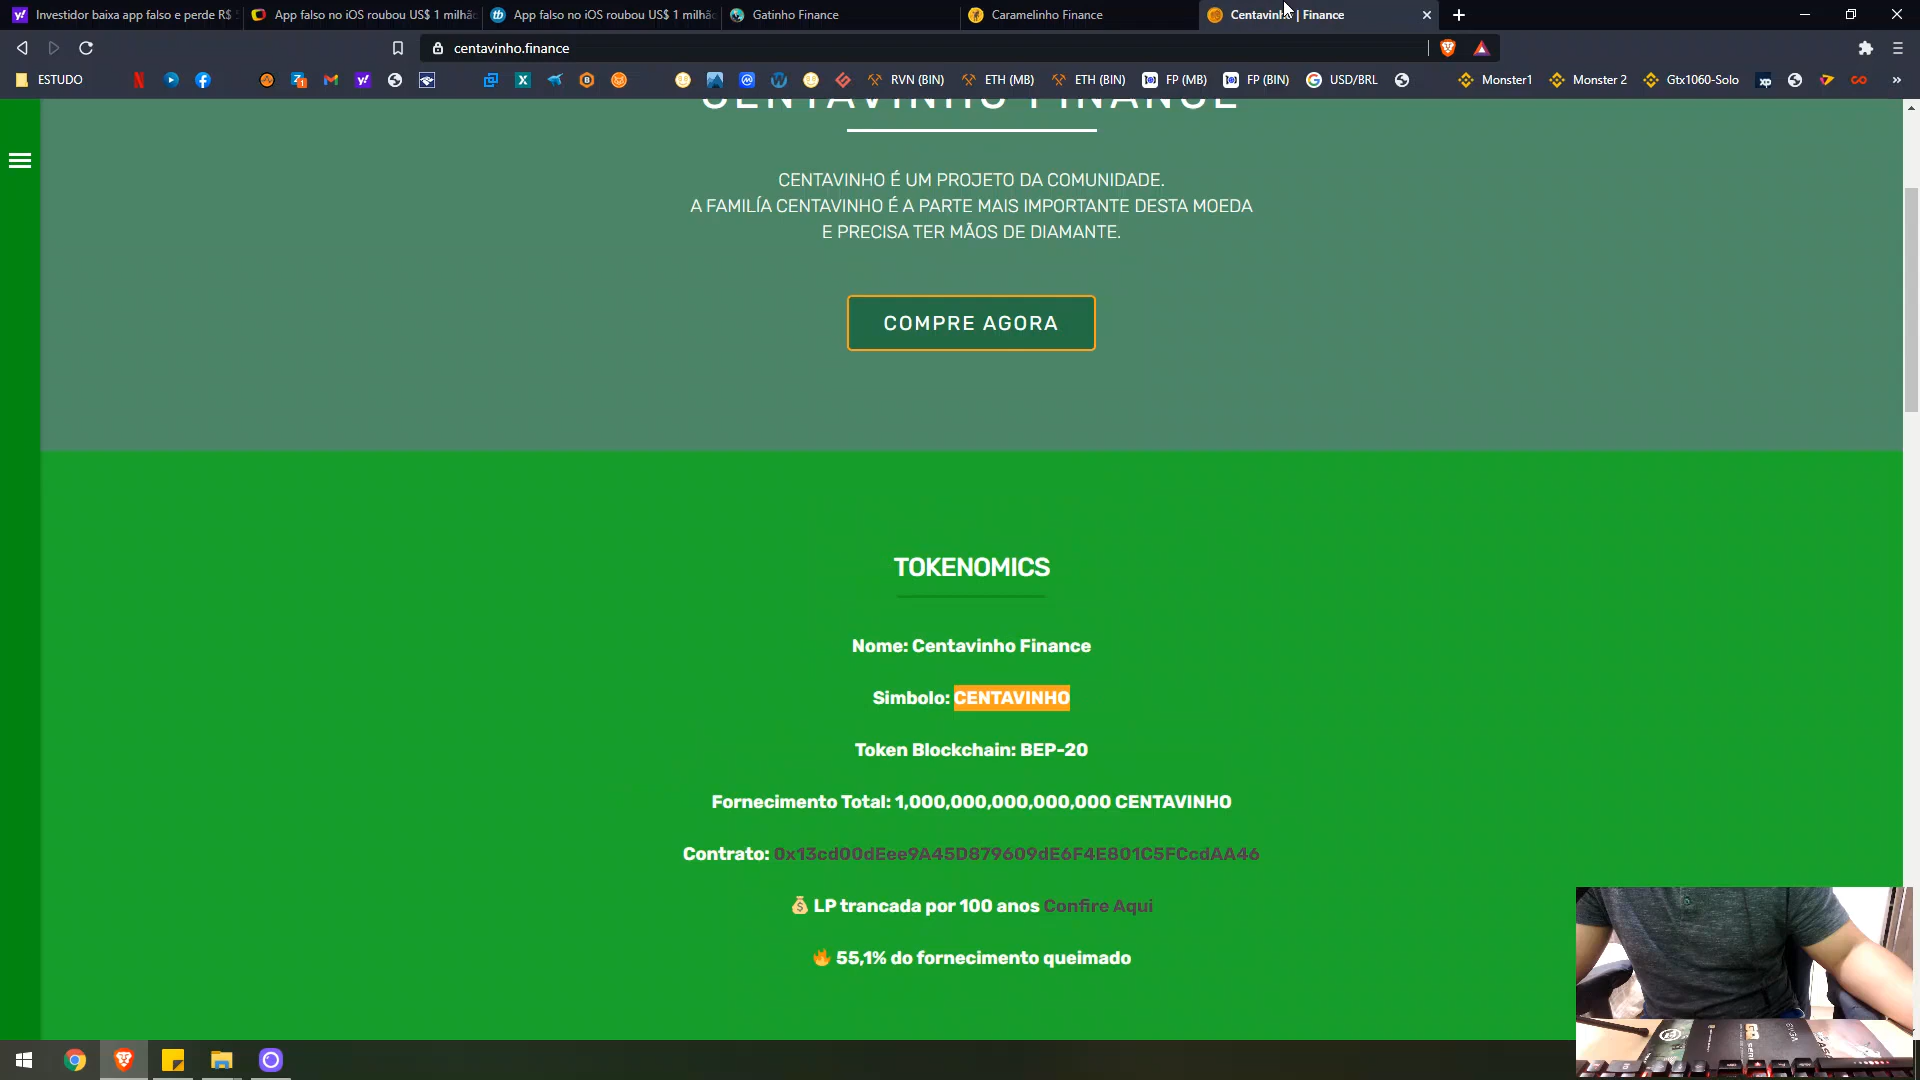 Investidor baixa app falso e perde R$
App falso no iOS roubou US$ 1 milhão
App falso no iOS roubou US$ 1 milhão
Gatinho Finance
Caramelinho Finance
Centavinho | Finance
centavinho.finance
ESTUDO
RVN (BIN)
ETH (MB)
ETH (BIN)
FP (MB)
FP (BIN)
USD/BRL
Monster1
Monster 2
Gtx1060-Solo
CENTAVINHO FINANCE
CENTAVINHO É UM PROJETO DA COMUNIDADE.
A FAMILÍA CENTAVINHO É A PARTE MAIS IMPORTANTE DESTA MOEDA
E PRECISA TER MÃOS DE DIAMANTE.
COMPRE AGORA
TOKENOMICS
Nome: Centavinho Finance
Simbolo: CENTAVINHO
Token Blockchain: BEP-20
Fornecimento Total: 1,000,000,000,000,000 CENTAVINHO
Contrato: 0x13cd00dEee9A45D879609dE6F4E801C5FCcdAA46
LP trancada por 100 anos Confire Aqui
55,1% do fornecimento queimado